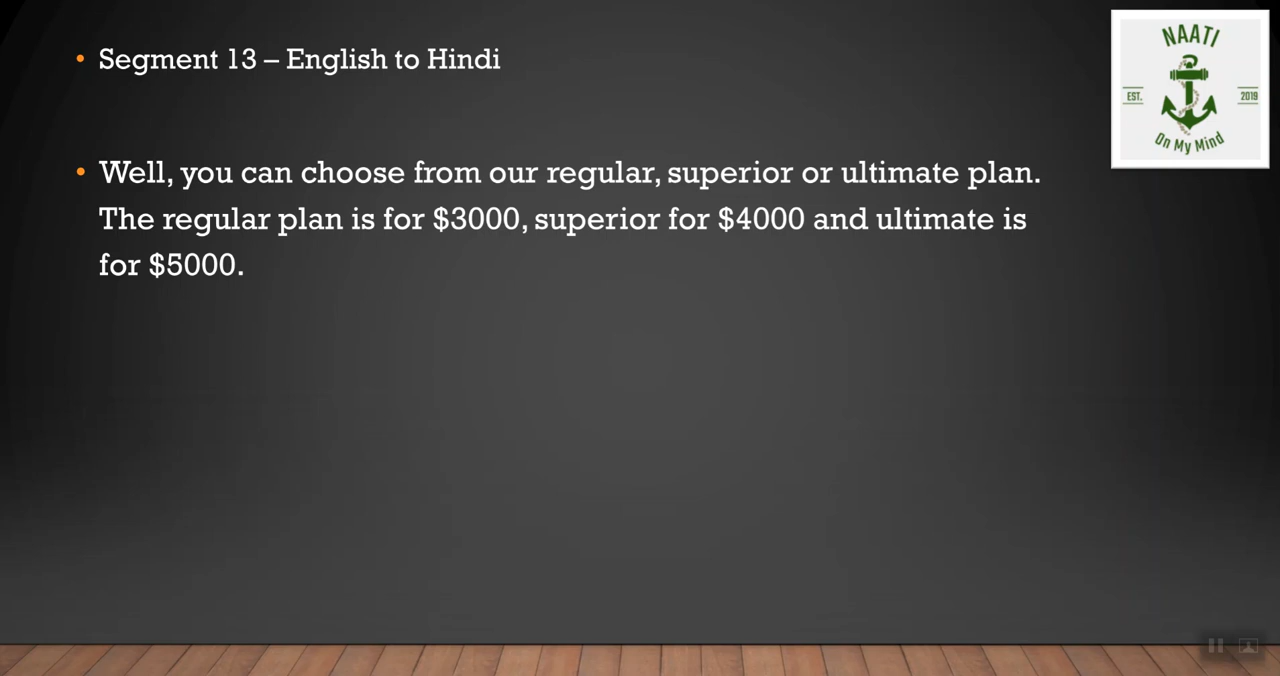 • Segment 13 – English to Hindi
• Well, you can choose from our regular, superior or ultimate plan.
The regular plan is for $3000, superior for $4000 and ultimate is
for $5000.
NAATI
EST. 2019
On My Mind